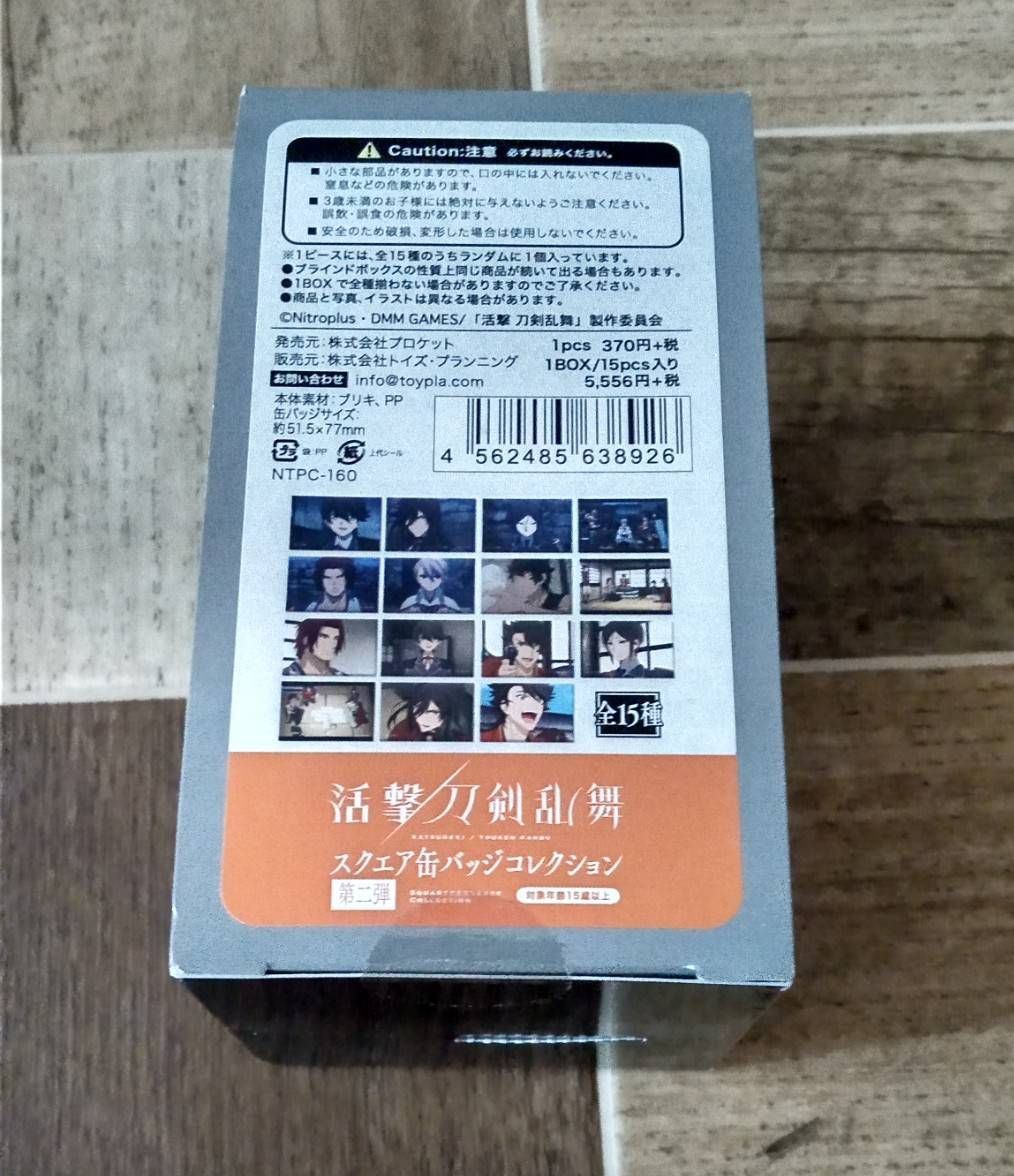 Caution:注意 必ずお読みください。
■ 小さな部品がありますので、口の中には入れないでください。
窒息などの危険があります。
■ 3歳未満のお子様には絶対に与えないようご注意ください。
誤飲・誤食の危険があります。
■ 安全のため破損、変形した場合は使用しないでください。
※1ピースには、全15種のうちランダムに1個入っています。
●ブラインドボックスの性質上同じ商品が続いて出る場合もあります。
●1BOXで全種揃わない場合がありますのでご了承ください。
●商品と写真、イラストは異なる場合があります。
©Nitroplus・DMM GAMES/「活撃 刀剣乱舞」製作委員会
発売元:株式会社プロケット
販売元:株式会社トイズ・プランニング
お問い合わせ info@toypla.com
1pcs 370円+税
1BOX/15pcs入り
5,556円+税
本体素材:ブリキ、PP
缶バッジサイズ:
約51.5×77mm
プラ 袋:PP 紙 上代シール
NTPC-160
4 562485 638926
全15種
活撃 刀剣乱舞
KATSUGEKI / TOUKEN RANBU
スクエア缶バッジコレクション
第二弾
COLLECTION
対象年齢15歳以上